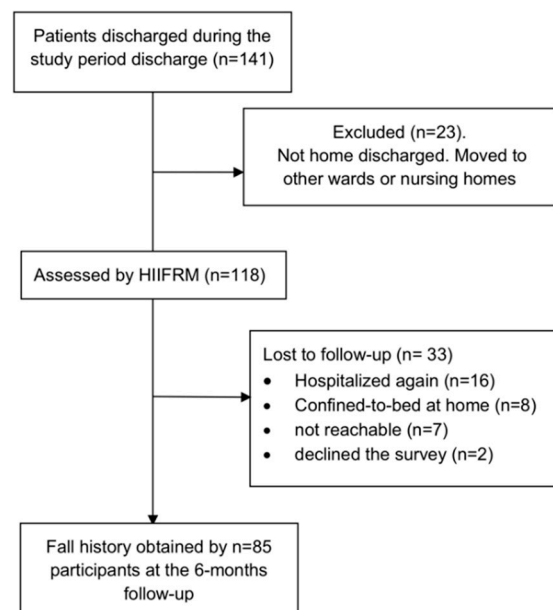 Patients discharged during the
study period discharge (n=141)
Excluded (n=23).
Not home discharged. Moved to
other wards or nursing homes
Assessed by HIIFRM (n=118)
Lost to follow-up (n= 33)
• Hospitalized again (n=16)
• Confined-to-bed at home (n=8)
• not reachable (n=7)
• declined the survey (n=2)
Fall history obtained by n=85
participants at the 6-months
follow-up